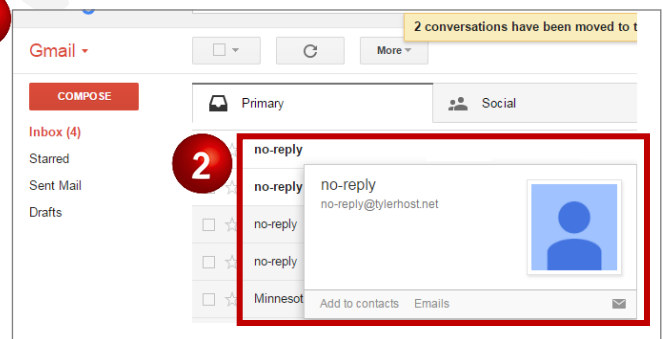 2 conversations have been moved to t
Gmail
More
COMPOSE
Primary
Social
Inbox (4)
Starred
Sent Mail
Drafts
2
no-reply
no-reply
no-reply
no-reply
Minnesot
no-reply
no-reply@tylerhost.net
Add to contacts Emails